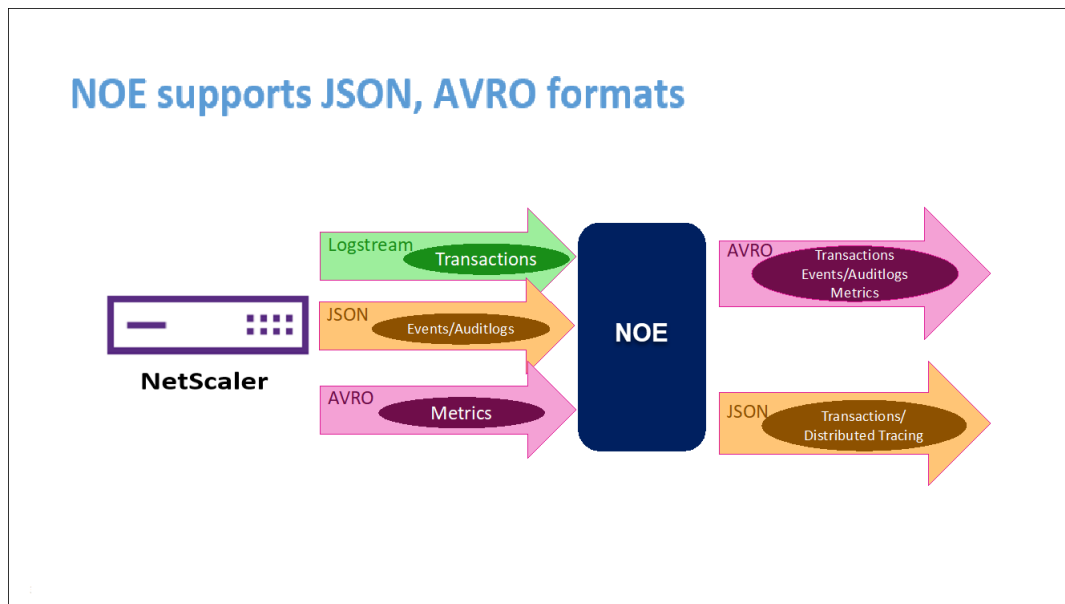 NOE supports JSON, AVRO formats
Logstream
Transactions
JSON
Events/Auditlogs
AVRO
Metrics
NetScaler
NOE
AVRO
Transactions
Events/Auditlogs
Metrics
JSON
Transactions/
Distributed Tracing